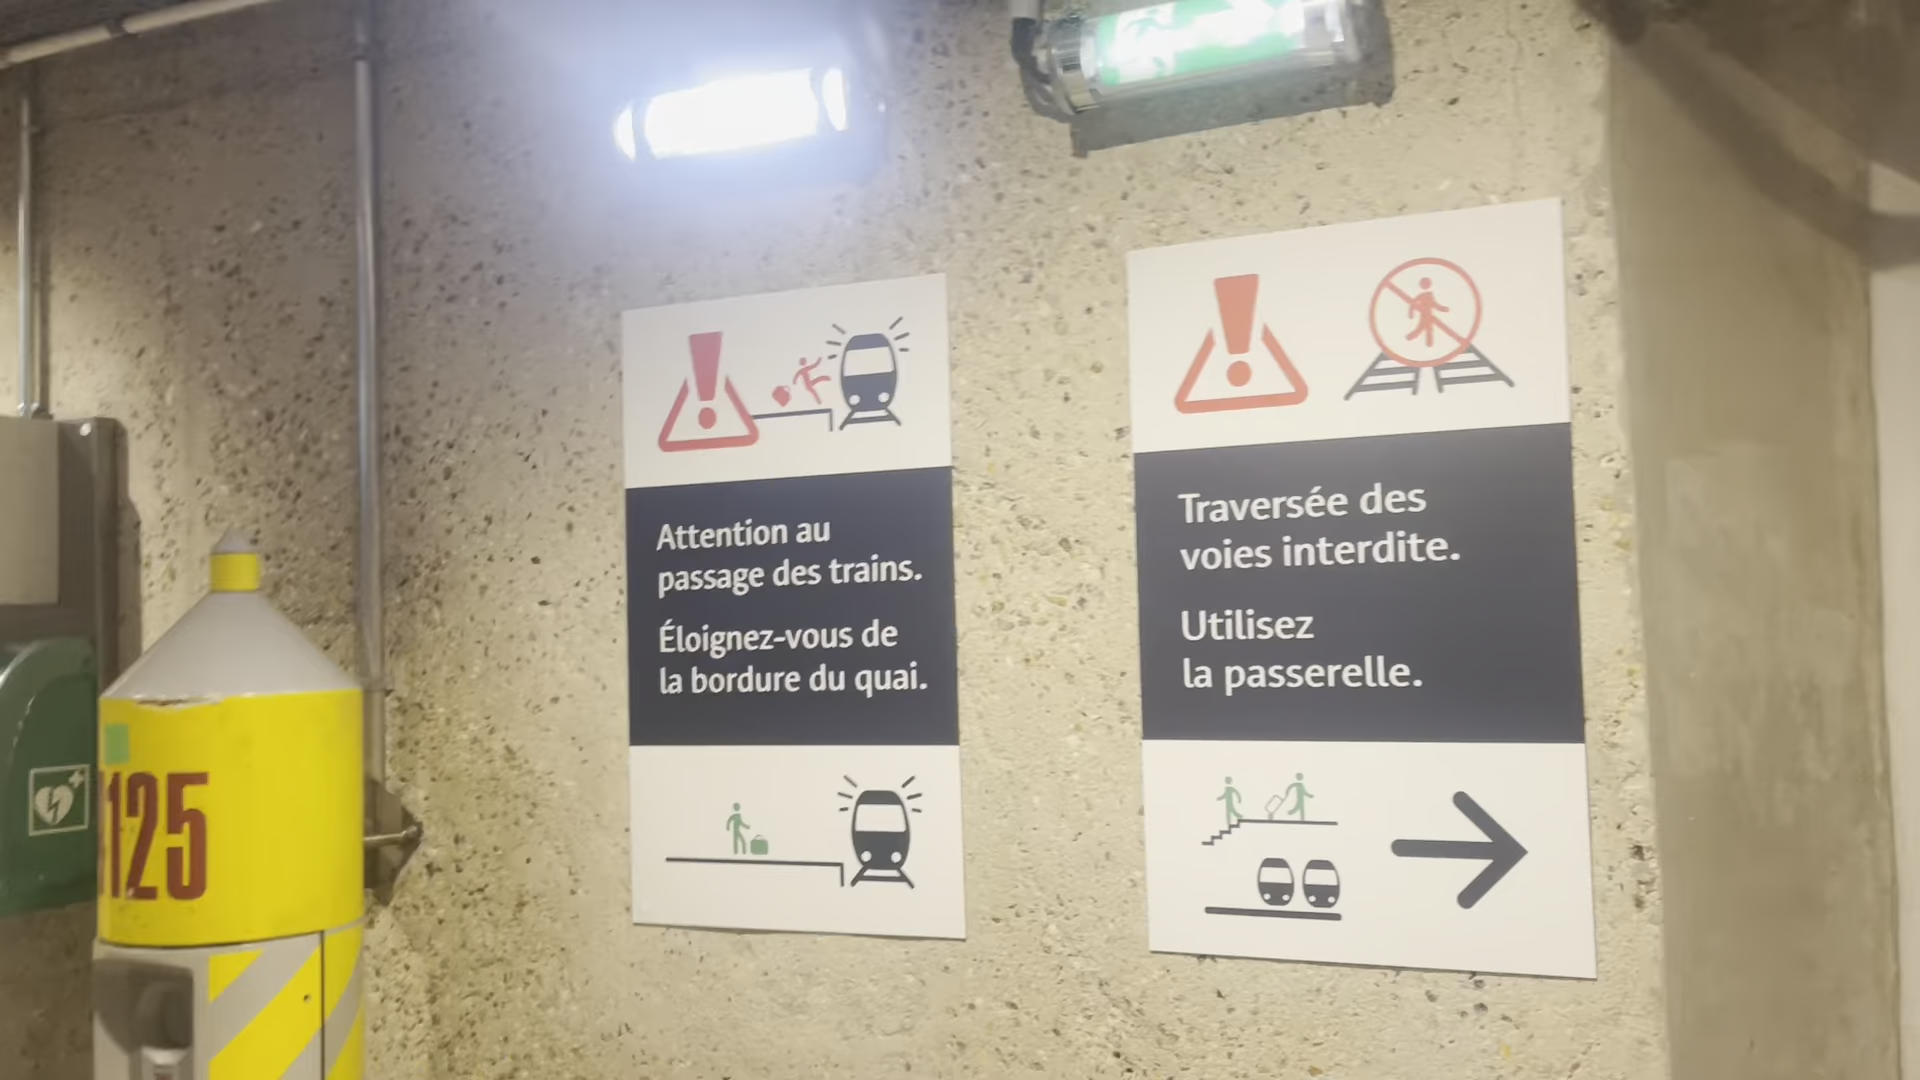 Attention au
passage des trains.
Éloignez-vous de
la bordure du quai.
Traversée des
voies interdite.
Utilisez
la passerelle.
125